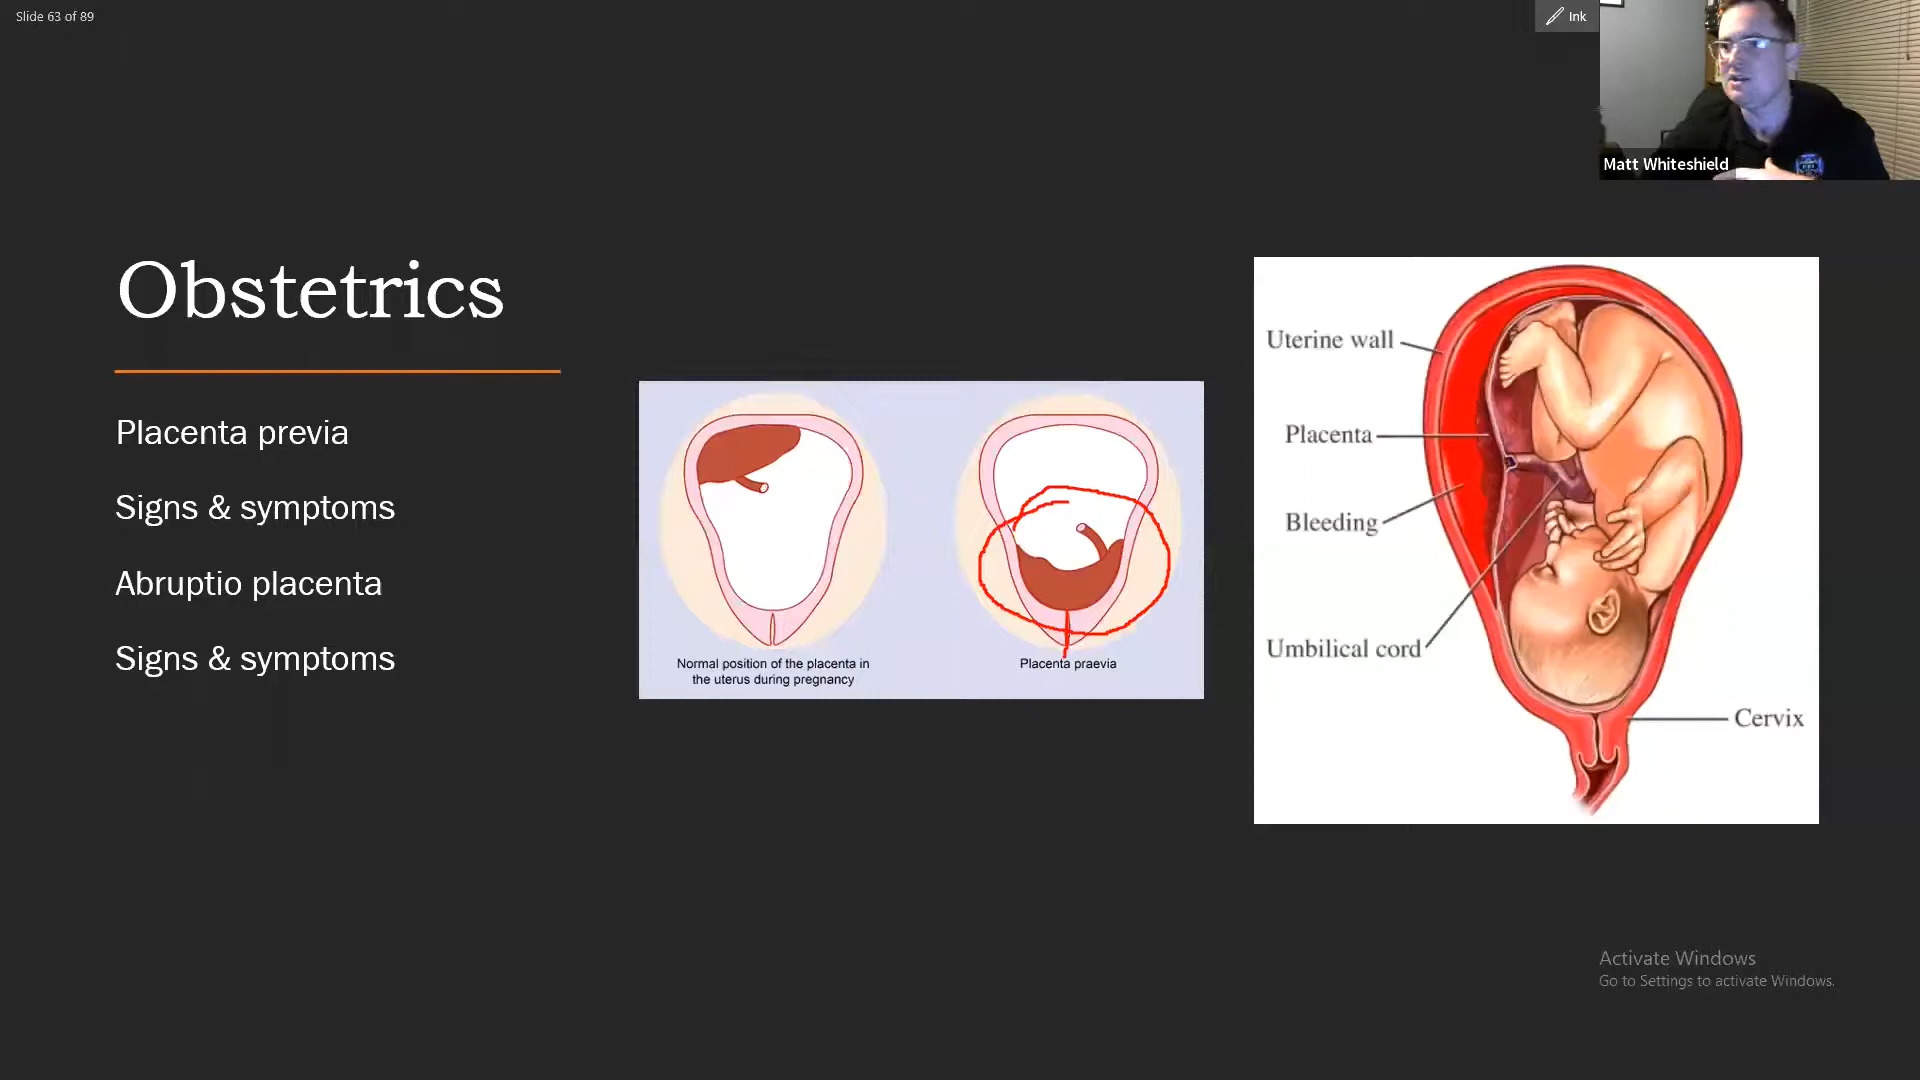 Slide 63 of 89
Ink
Matt Whiteshield
Obstetrics
Placenta previa
Signs & symptoms
Abruptio placenta
Signs & symptoms
Normal position of the placenta in
the uterus during pregnancy
Placenta praevia
Uterine wall
Placenta
Bleeding
Umbilical cord
Cervix
Activate Windows
Go to Settings to activate Windows.